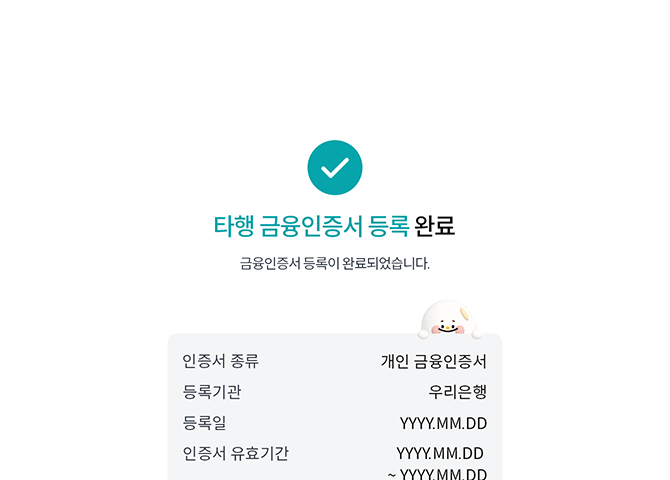 타행 금융인증서 등록 완료
금융인증서 등록이 완료되었습니다.
인증서 종류 개인 금융인증서
등록기관 우리은행
등록일 YYYY.MM.DD
인증서 유효기간 YYYY.MM.DD
~ YYYY.MM.DD